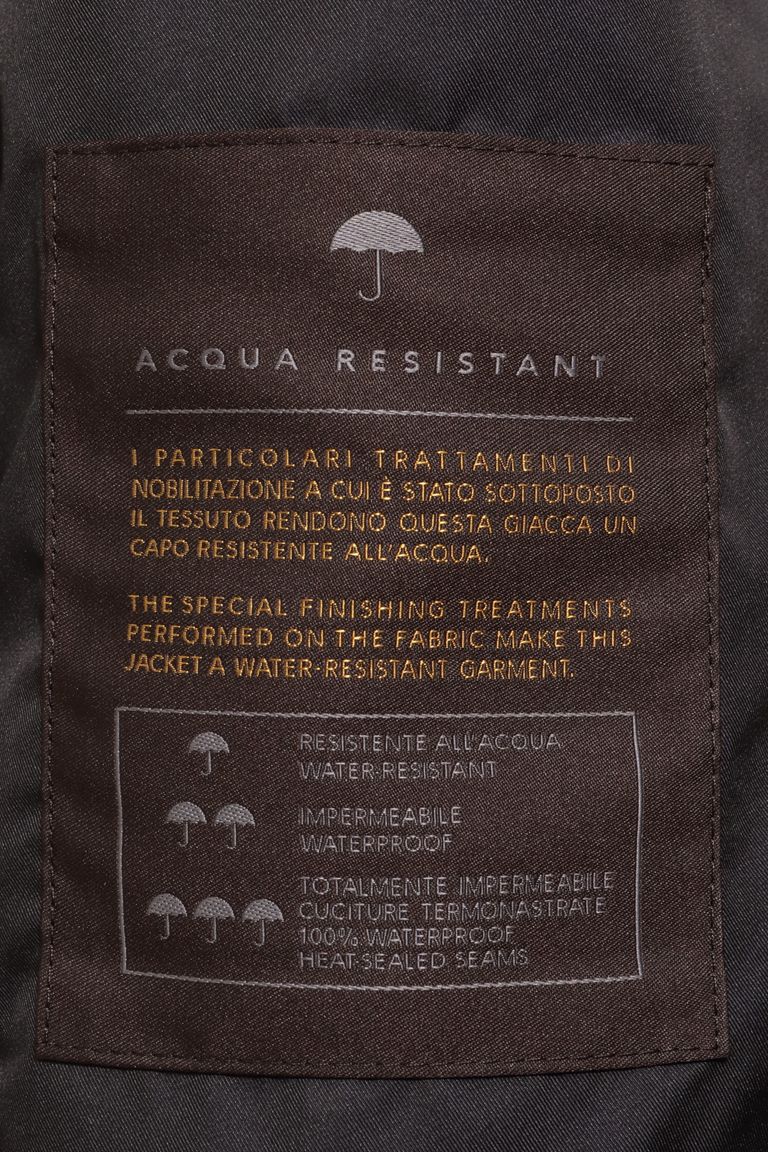 ACQUA RESISTANT
I PARTICOLARI TRATTAMENTI DI
NOBILITAZIONE A CUI È STATO SOTTOPOSTO
IL TESSUTO RENDONO QUESTA GIACCA UN
CAPO RESISTENTE ALL'ACQUA.
THE SPECIAL FINISHING TREATMENTS
PERFORMED ON THE FABRIC MAKE THIS
JACKET A WATER-RESISTANT GARMENT.
RESISTENTE ALL'ACQUA
WATER-RESISTANT
IMPERMEABILE
WATERPROOF
TOTALMENTE IMPERMEABILE
CUCITURE TERMONASTRATE
100% WATERPROOF
HEAT-SEALED SEAMS